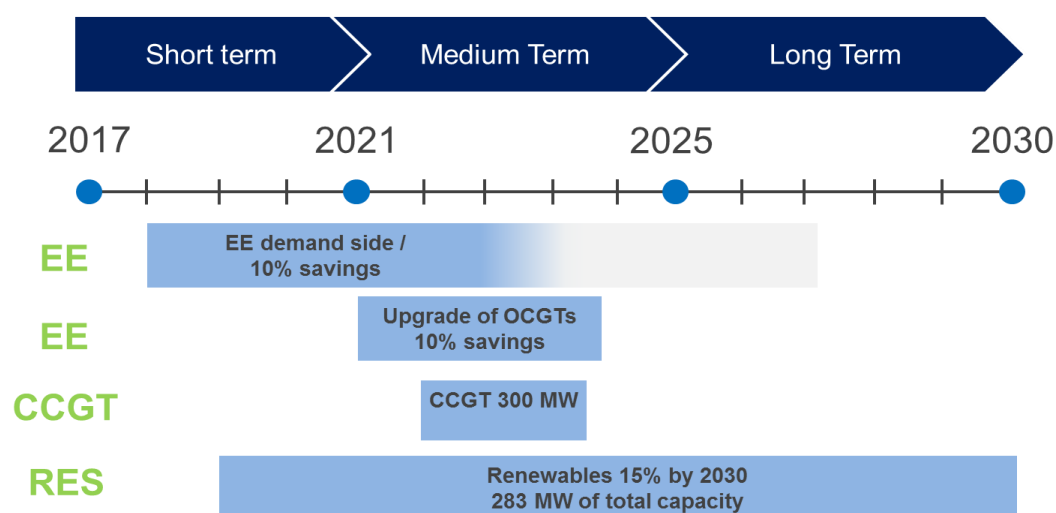 Short term
Medium Term
Long Term
2017
2021
2025
2030
EE
EE demand side /
10% savings
EE
Upgrade of OCGTs
10% savings
CCGT
CCGT 300 MW
RES
Renewables 15% by 2030
283 MW of total capacity